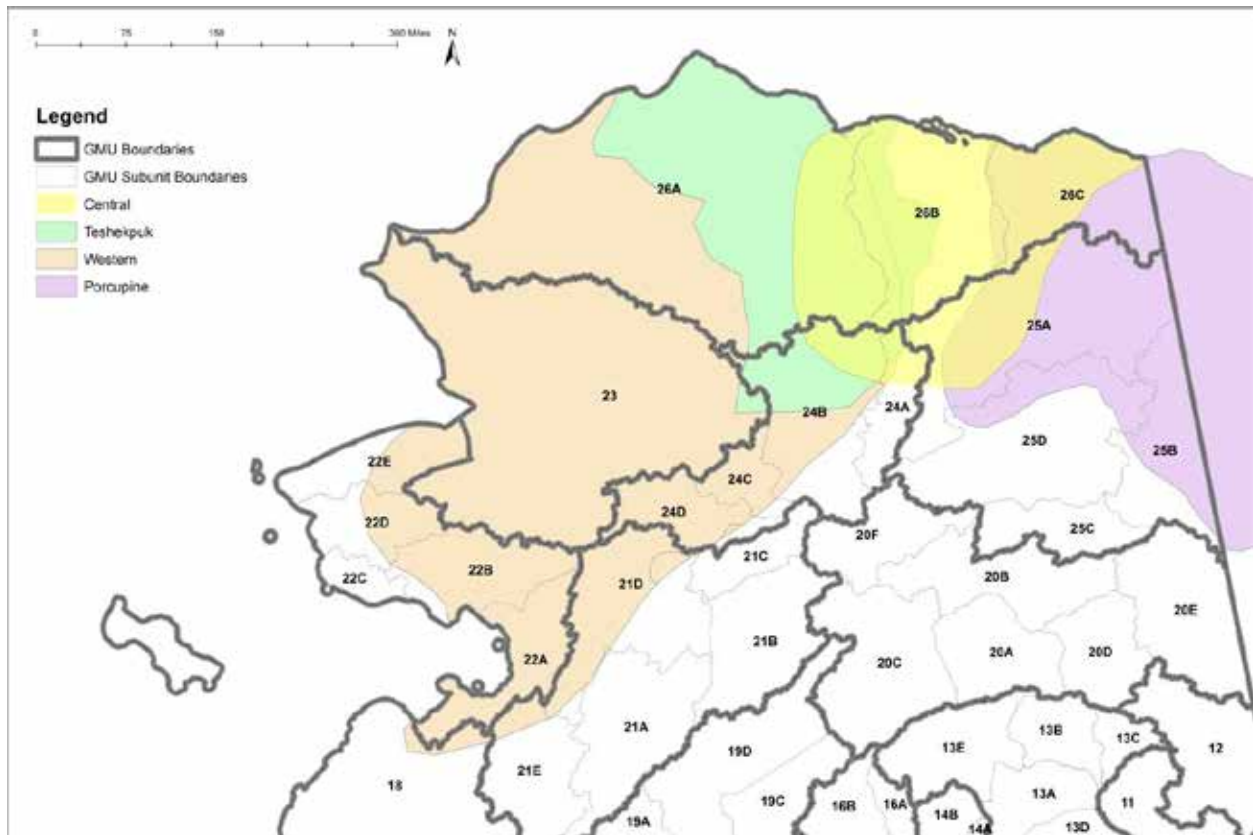 0 75 150 300 Miles N
Legend
GMU Boundaries
GMU Subunit Boundaries
Central
Teshekpuk
Western
Porcupine
26A
26B
26C
25A
23
24B
24A
25D
25B
22E
24C
24D
22D
20F
25C
21C
22C
22B
21D
20B
20E
21B
22A
20C
20A
20D
21A
19D
13E
13B
13C
12
21E
18
19C
16B
16A
14B
13A
11
19A
14A
13D